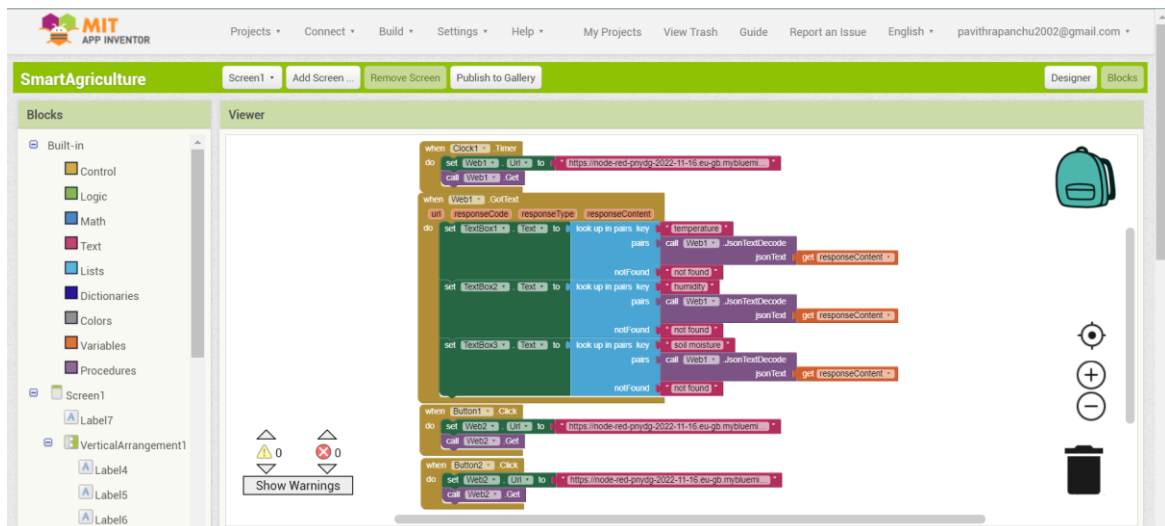 MIT
APP INVENTOR
Projects Connect Build Settings Help My Projects View Trash Guide Report an Issue English pavithrapanchu2002@gmail.com
SmartAgriculture Screen1 Add Screen ... Remove Screen Publish to Gallery Designer Blocks
Blocks Viewer
Built-in
Control
Logic
Math
Text
Lists
Dictionaries
Colors
Variables
Procedures
Screen1
Label7
VerticalArrangement1
Label4
Label5
Label6
when Clock1 .Timer
do set Web1 . Url to " https://node-red-pnydg-2022-11-16.eu-gb.mybluemi... "
call Web1 .Get
when Web1 .GotText
url responseCode responseType responseContent
do set TextBox1 . Text to look up in pairs key " temperature "
pairs call Web1 .JsonTextDecode
jsonText get responseContent
notFound " not found "
set TextBox2 . Text to look up in pairs key " humidity "
pairs call Web1 .JsonTextDecode
jsonText get responseContent
notFound " not found "
set TextBox3 . Text to look up in pairs key " soil moisture "
pairs call Web1 .JsonTextDecode
jsonText get responseContent
notFound " not found "
when Button1 .Click
do set Web2 . Url to " https://node-red-pnydg-2022-11-16.eu-gb.mybluemi... "
call Web2 .Get
when Button2 .Click
do set Web2 . Url to " https://node-red-pnydg-2022-11-16.eu-gb.mybluemi... "
call Web2 .Get
0 0
Show Warnings